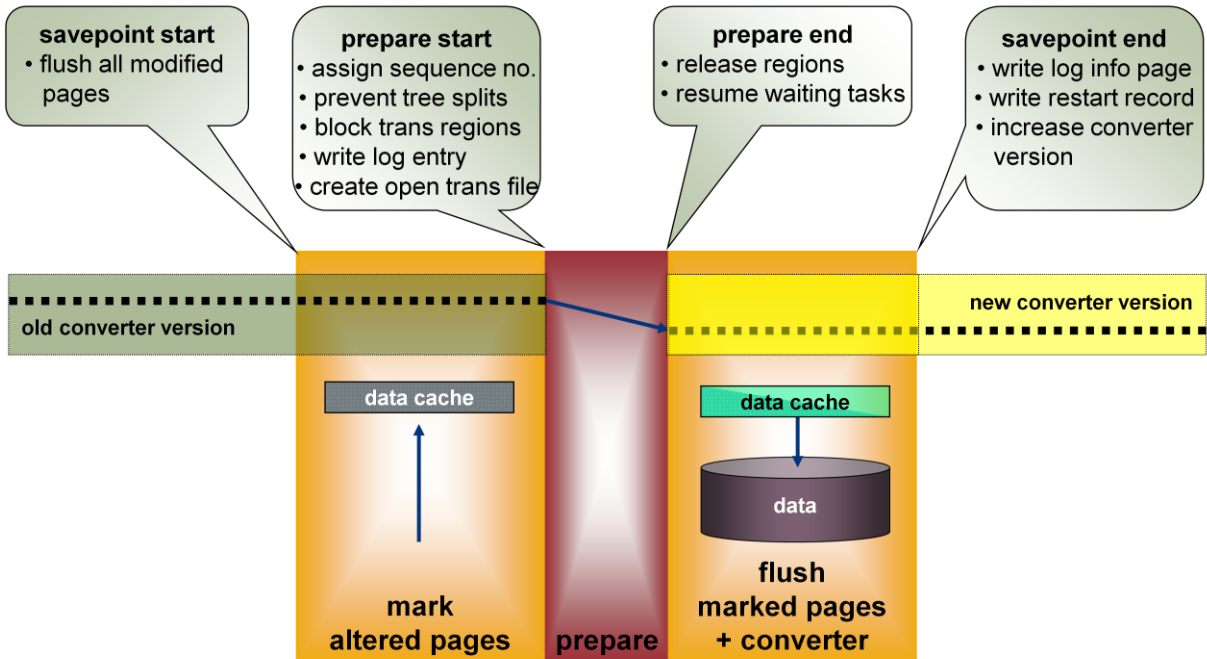 savepoint start
• flush all modified
pages
prepare start
• assign sequence no.
• prevent tree splits
• block trans regions
• write log entry
• create open trans file
prepare end
• release regions
• resume waiting tasks
savepoint end
• write log info page
• write restart record
• increase converter
version
old converter version
new converter version
data cache
data cache
data
mark
altered pages
prepare
flush
marked pages
+ converter